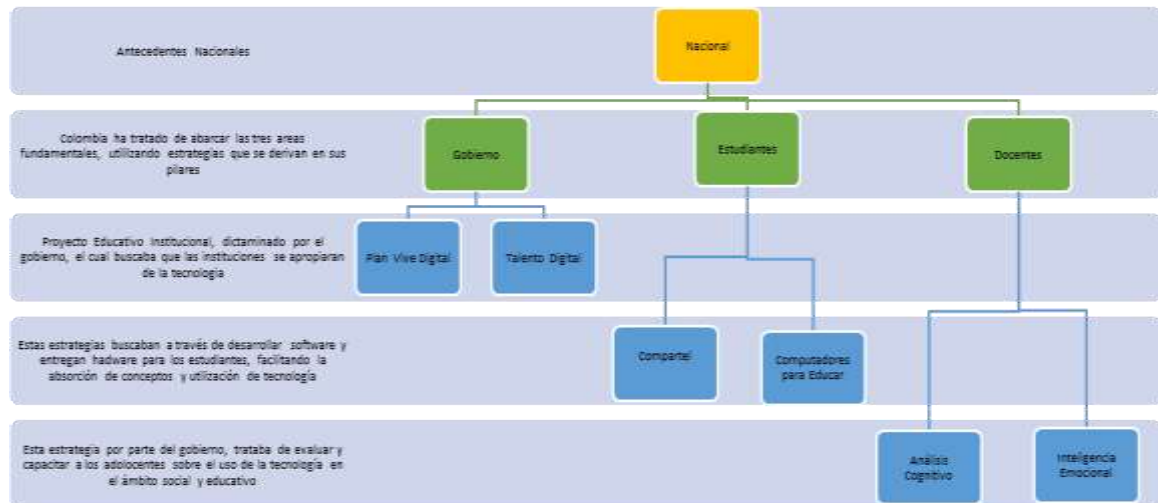 Antecedentes Nacionales
Nacional
Colombia ha tratado de abarcar las tres areas
fundamentales, utilizando estrategias que se derivan en sus
pilares
Gobierno
Estudiantes
Docentes
Proyecto Educativo Institucional, dictaminado por el
gobierno, el cual buscaba que las instituciones se apropiaran
de la tecnología
Plan Vive Digital
Talento Digital
Estas estrategias buscaban a través de desarrollar software y
entregan hadware para los estudiantes, facilitando la
absorción de conceptos y utilización de tecnología
Compartel
Computadores
para Educar
Esta estrategia por parte del gobierno, trataba de evaluar y
capacitar a los adolocentes sobre el uso de la tecnología en
el ámbito social y educativo
Análisis
Cognitivo
Inteligencia
Emocional